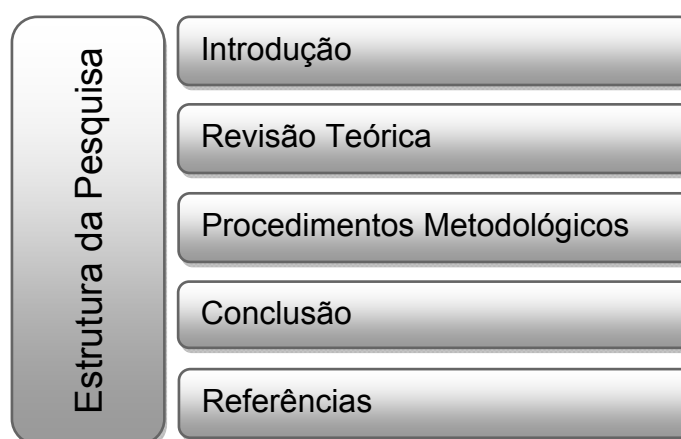 Estrutura da Pesquisa
Introdução
Revisão Teórica
Procedimentos Metodológicos
Conclusão
Referências